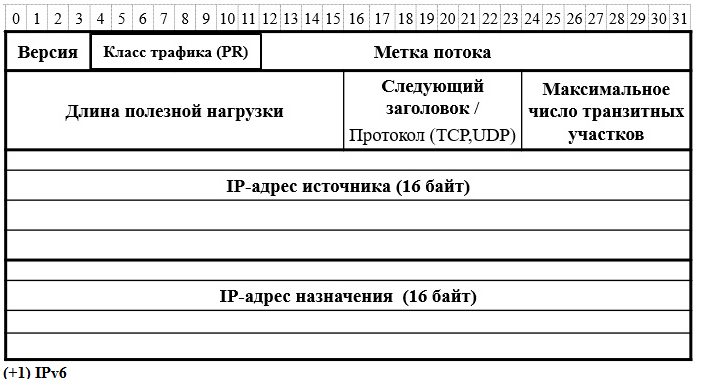 0 1 2 3 4 5 6 7 8 9 10 11 12 13 14 15 16 17 18 19 20 21 22 23 24 25 26 27 28 29 30 31
Версия Класс трафика (PR) Метка потока
Длина полезной нагрузки
Следующий
заголовок /
Протокол (TCP,UDP)
Максимальное
число транзитных
участков
IP-адрес источника (16 байт)
IP-адрес назначения (16 байт)
(+1) IPv6